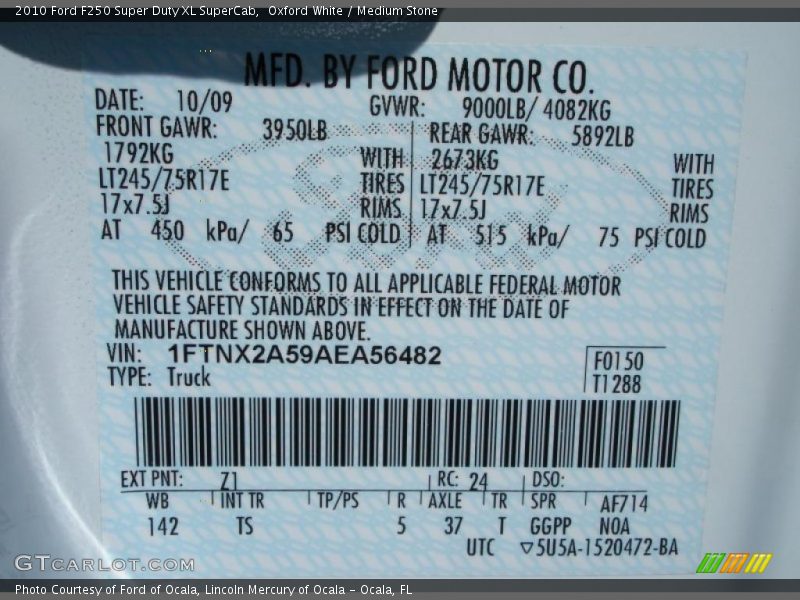 2010 Ford F250 Super Duty XL SuperCab,  Oxford White / Medium Stone
MFD. BY FORD MOTOR CO.
DATE: 10/09 GVWR: 9000LB/ 4082KG
FRONT GAWR: 3950LB REAR GAWR: 5892LB
1792KG WITH 2673KG WITH
LT245/75R17E TIRES LT245/75R17E TIRES
17x7.5J RIMS 17x7.5J RIMS
AT 450 kPa/ 65 PSI COLD AT 515 kPa/ 75 PSI COLD
THIS VEHICLE CONFORMS TO ALL APPLICABLE FEDERAL MOTOR
VEHICLE SAFETY STANDARDS IN EFFECT ON THE DATE OF
MANUFACTURE SHOWN ABOVE.
VIN: 1FTNX2A59AEA56482
F0150
TYPE: Truck T1288
EXT PNT: Z1 RC: 24 DSO:
WB INT TR TP/PS R AXLE TR SPR AF714
142 TS 5 37 T GGPP N0A
UTC ▽5U5A-1520472-BA
GTCARLOT.COM
Photo Courtesy of Ford of Ocala, Lincoln Mercury of Ocala – Ocala, FL